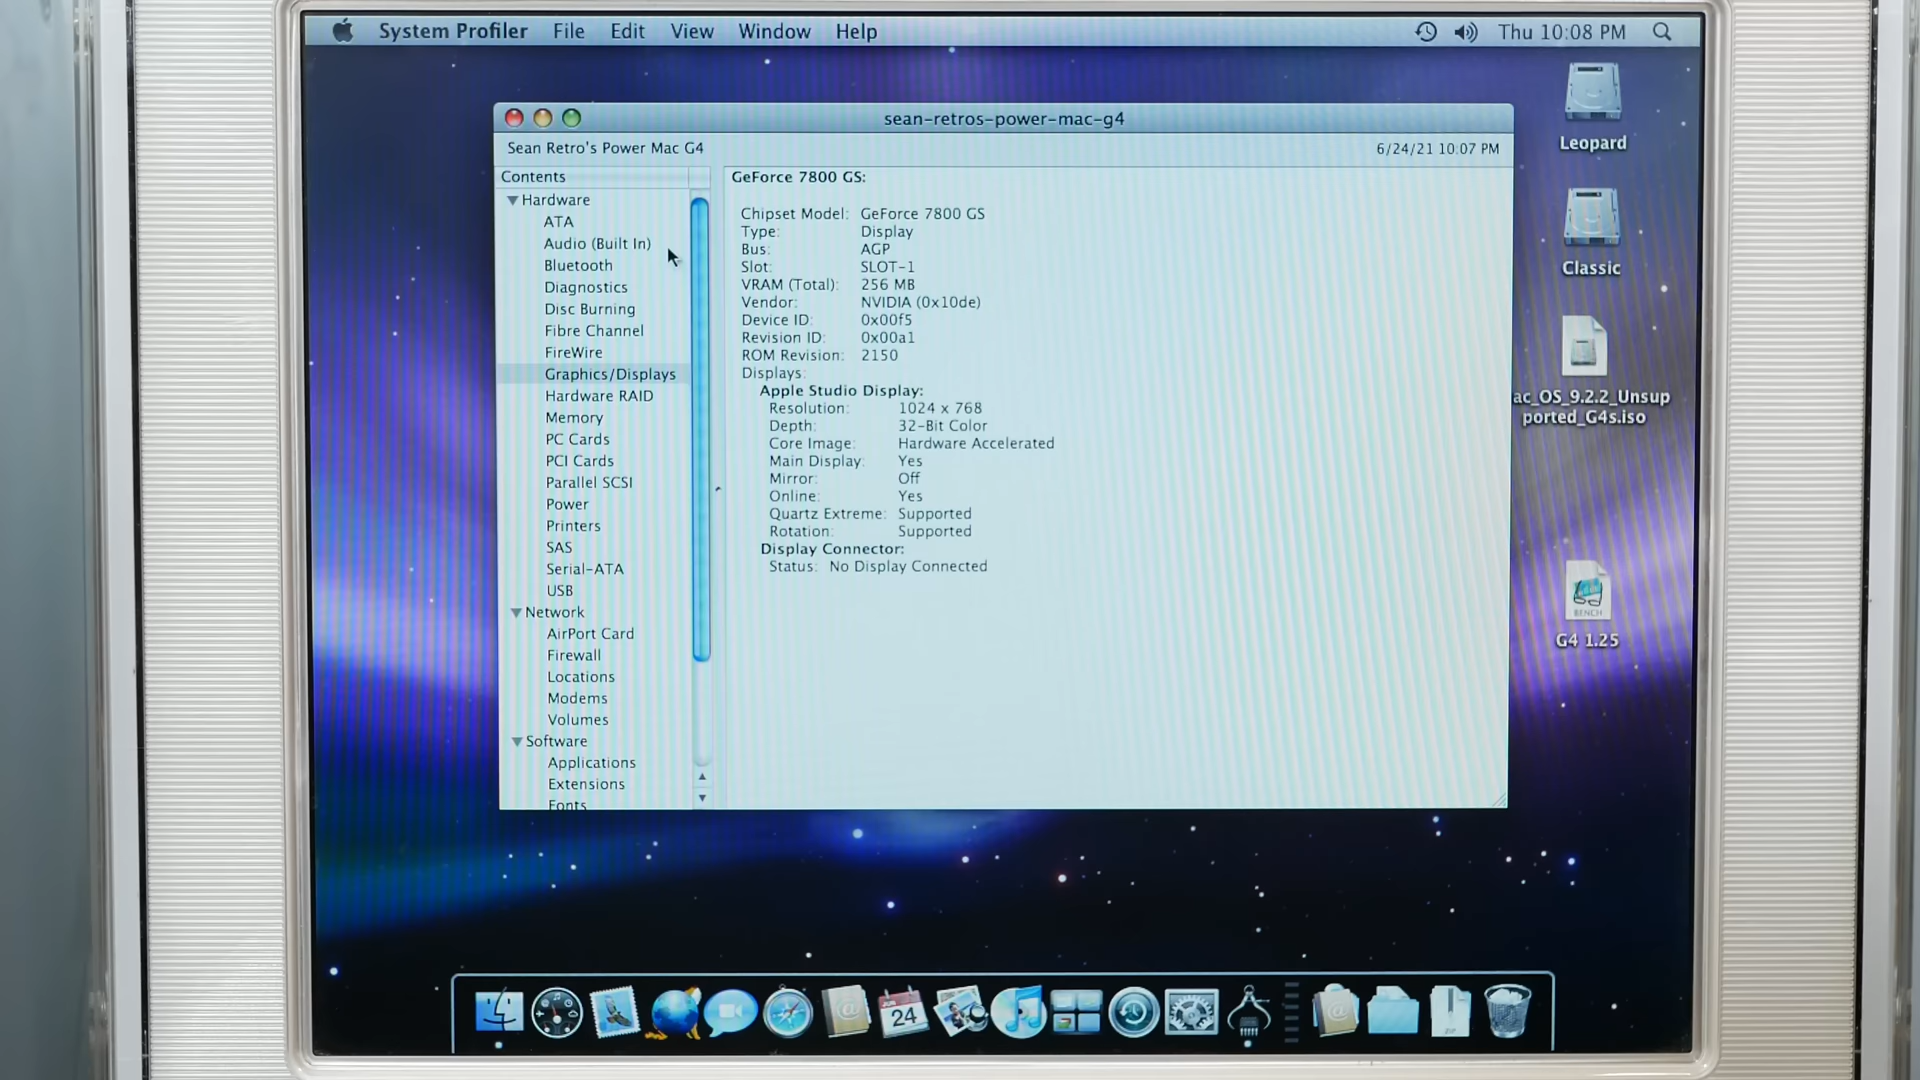 System Profiler File Edit View Window Help Thu 10:08 PM
sean-retros-power-mac-g4
Sean Retro's Power Mac G4 6/24/21 10:07 PM
Contents
Hardware
ATA
Audio (Built In)
Bluetooth
Diagnostics
Disc Burning
Fibre Channel
FireWire
Graphics/Displays
Hardware RAID
Memory
PC Cards
PCI Cards
Parallel SCSI
Power
Printers
SAS
Serial-ATA
USB
Network
AirPort Card
Firewall
Locations
Modems
Volumes
Software
Applications
Extensions
Fonts
GeForce 7800 GS:
Chipset Model: GeForce 7800 GS
Type: Display
Bus: AGP
Slot: SLOT-1
VRAM (Total): 256 MB
Vendor: NVIDIA (0x10de)
Device ID: 0x00f5
Revision ID: 0x00a1
ROM Revision: 2150
Displays:
Apple Studio Display:
Resolution: 1024 x 768
Depth: 32-Bit Color
Core Image: Hardware Accelerated
Main Display: Yes
Mirror: Off
Online: Yes
Quartz Extreme: Supported
Rotation: Supported
Display Connector:
Status: No Display Connected
Leopard
Classic
ac_OS_9.2.2_Unsup
ported_G4s.iso
BENCH
G4 1.25
JUN
24
@
@
ZIP